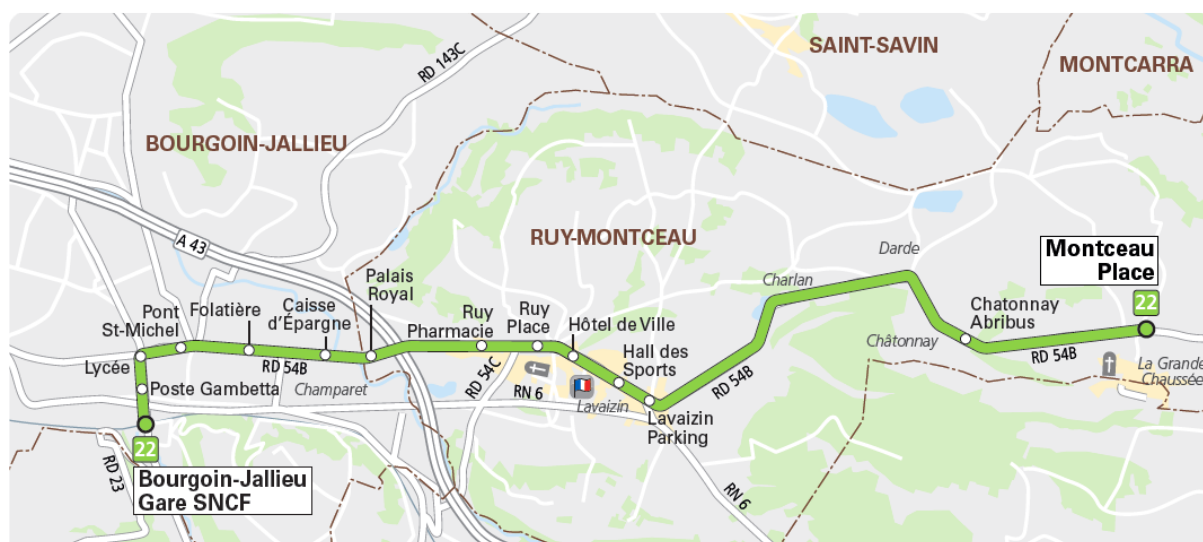 SAINT-SAVIN
MONTCARRA
RD 143C
BOURGOIN-JALLIEU
A 43
RUY-MONTCEAU
Darde
Montceau
Place
22
Charlan
Palais
Royal
Pont
St-Michel
Folatière
Caisse
d'Épargne
Ruy
Pharmacie
Ruy
Place
Hôtel de Ville
Chatonnay
Abribus
Châtonnay
Hall des
Sports
RD 54B
La Grande
Chaussée
Lycée
RD 54B
RD 54C
RD 54B
Poste Gambetta
Champaret
RN 6
Lavaizin
Lavaizin
Parking
22
RD 23
Bourgoin-Jallieu
Gare SNCF
RN 6